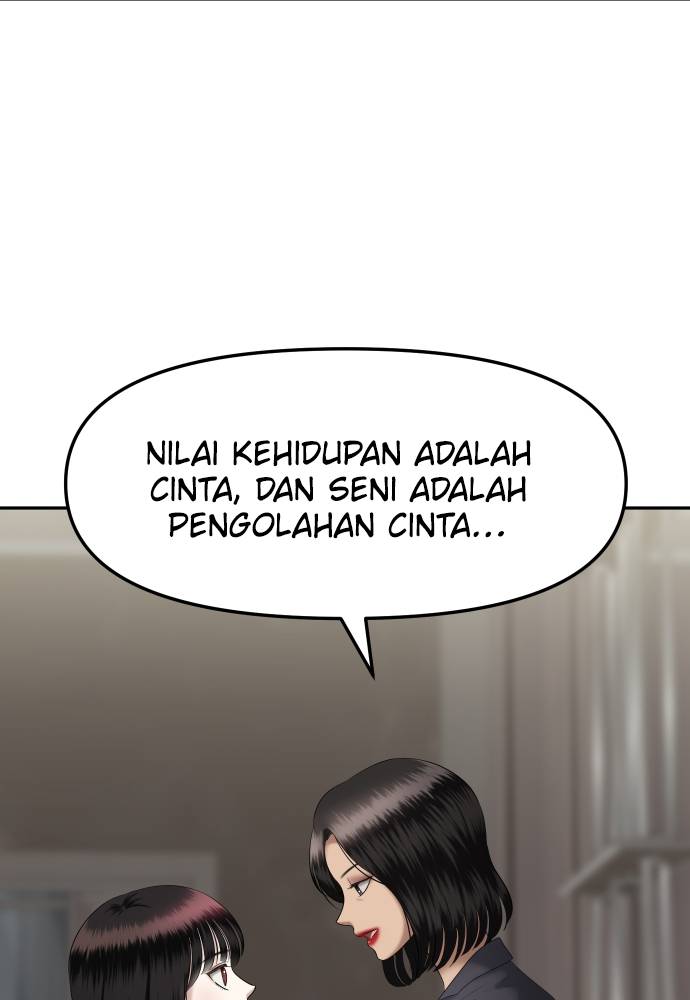 NILAI KEHIDUPAN ADALAH
CINTA, DAN SENI ADALAH
PENGOLAHAN CINTA...